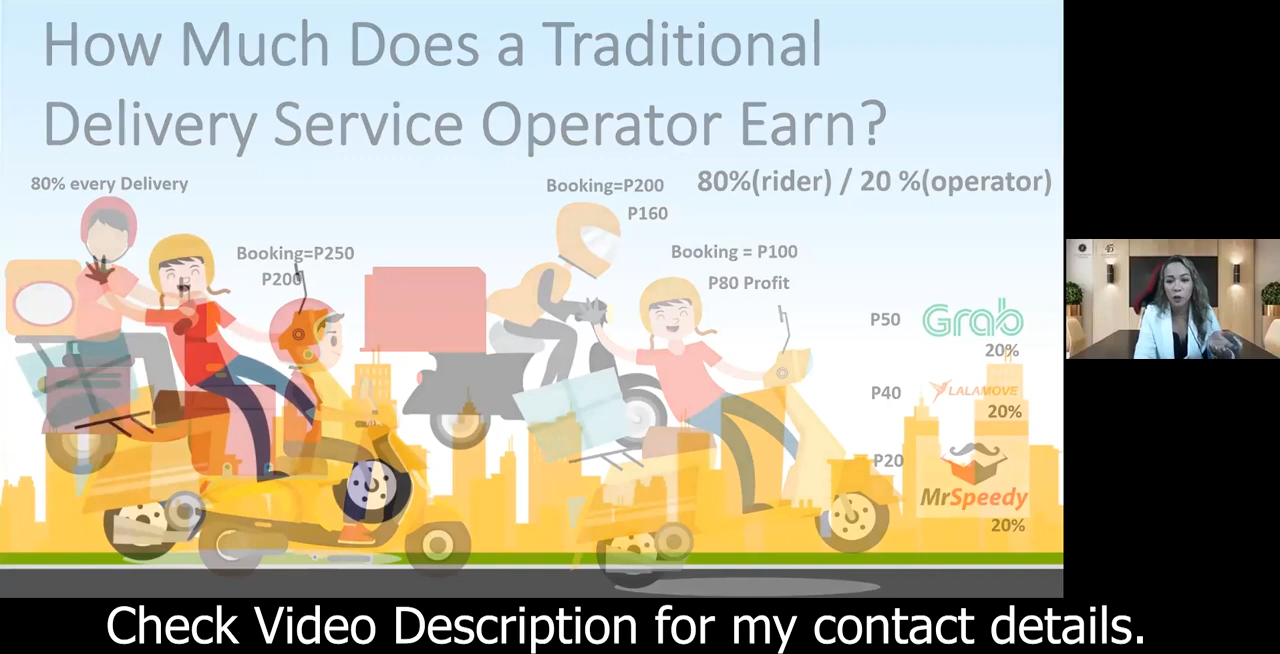 How Much Does a Traditional
Delivery Service Operator Earn?
80% every Delivery
Booking=P200
80%(rider) / 20 %(operator)
P160
Booking=P250
P200
Booking = P100
P80 Profit
P50
Grab
20%
P40
LALAMOVE
20%
P20
MrSpeedy
20%
Check Video Description for my contact details.